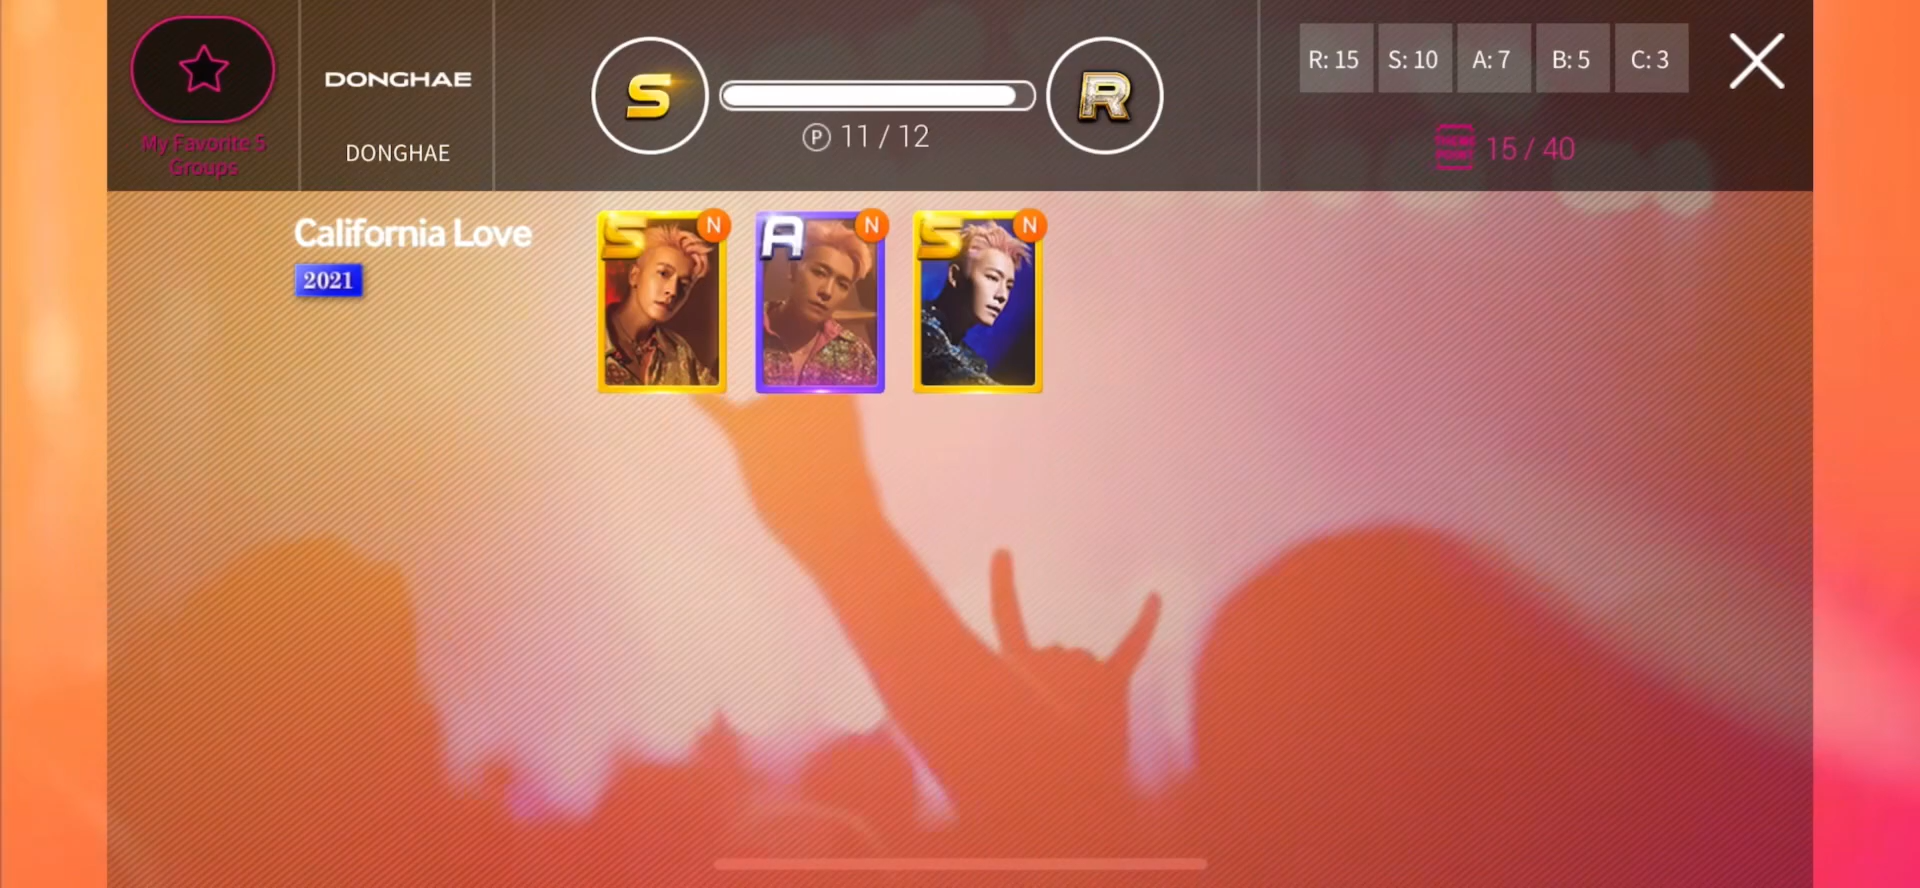 My Favorite 5
Groups
DONGHAE
DONGHAE
S
R
P 11 / 12
R: 15 S: 10 A: 7 B: 5 C: 3
15 / 40
California Love
2021
S N
A N
S N